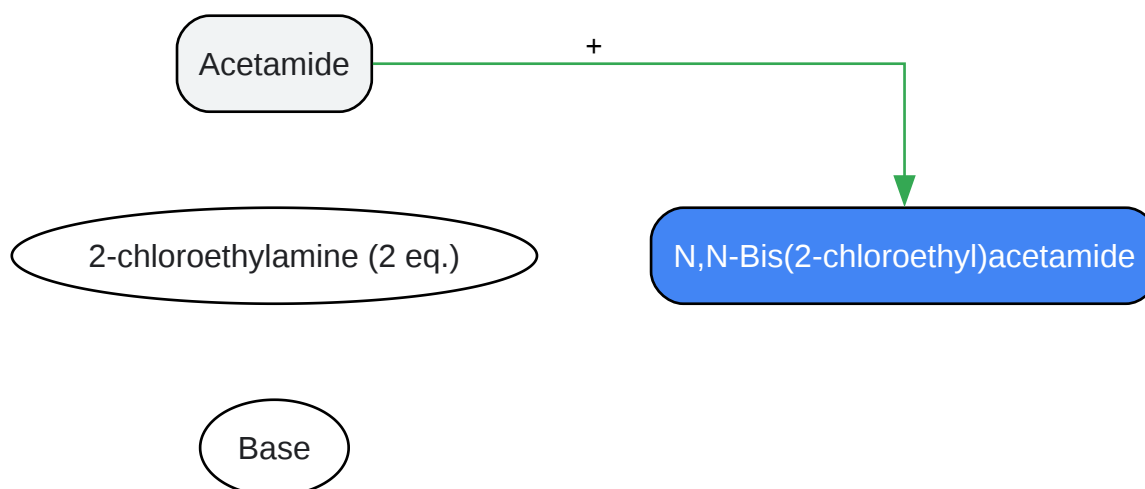 Acetamide
+
2-chloroethylamine (2 eq.)
N,N-Bis(2-chloroethyl)acetamide
Base